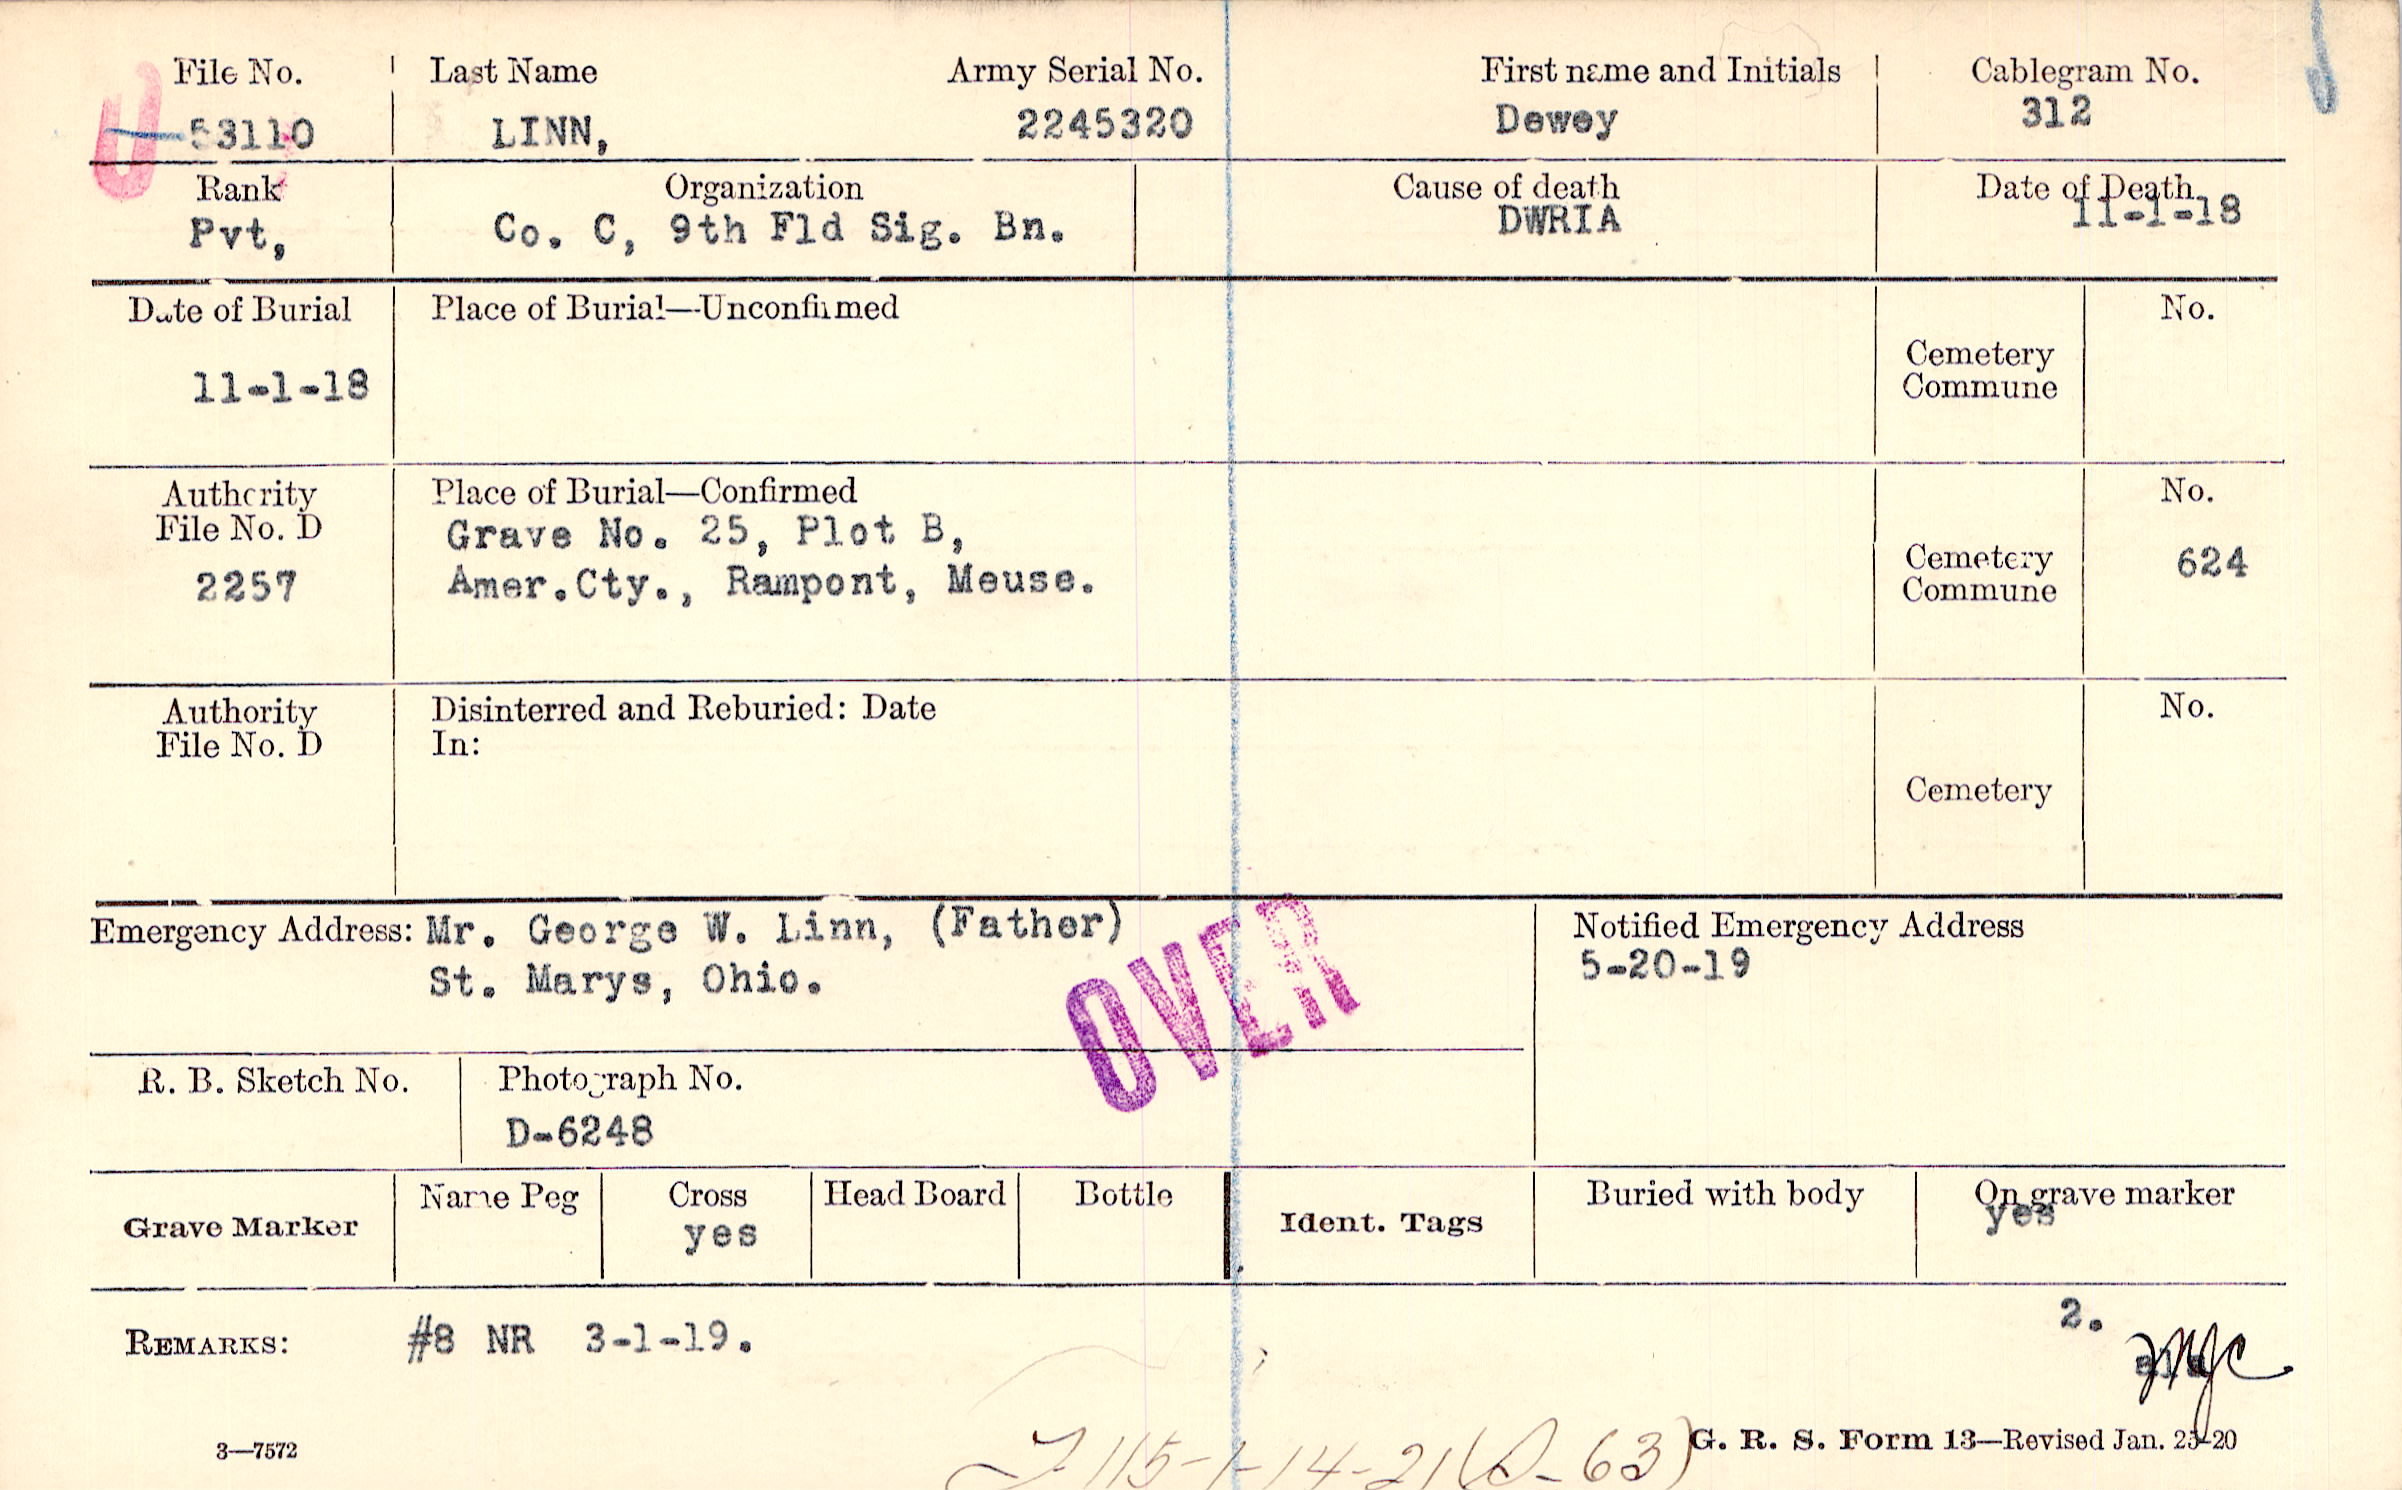 File No. Last Name Army Serial No. First name and Initials Cablegram No.
53110 LINN, 2245320 Dewey 312
Rank Organization Cause of death Date of Death
Pvt, Co. C, 9th Fld Sig. Bn. DWRIA 11-1-18
Date of Burial Place of Burial—Unconfirmed No.
Cemetery
Commune
11-1-18
Authority Place of Burial—Confirmed No.
File No. D Grave No. 25, Plot B,
2257 Amer.Cty., Rampont, Meuse. Cemetery 624
Commune
Authority Disinterred and Reburied: Date No.
File No. D In:
Cemetery
Emergency Address: Mr. George W. Linn, (Father) Notified Emergency Address
St. Marys, Ohio. 5-20-19
OVER
R. B. Sketch No. Photograph No.
D-6248
Grave Marker Name Peg Cross Head Board Bottle Ident. Tags Buried with body On grave marker
yes yes
2.
REMARKS: #8 NR 3-1-19.
3—7572 G. R. S. Form 13—Revised Jan. 23-20
115-1-14-21 63)